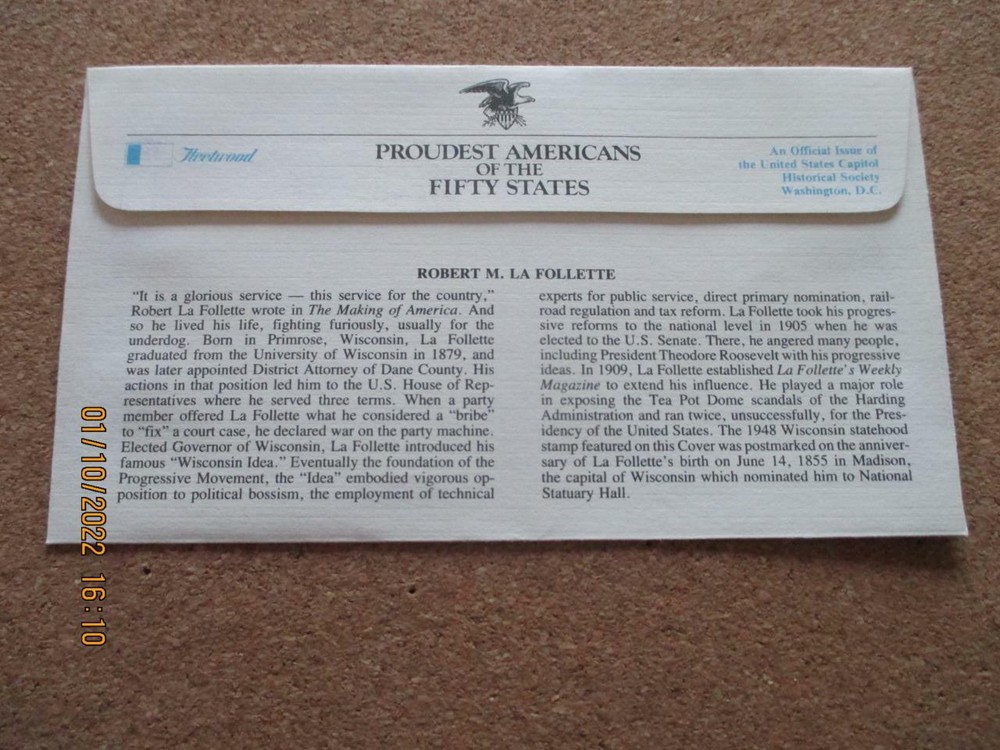 Fleetwood
PROUDEST AMERICANS
OF THE
FIFTY STATES
An Official Issue of
the United States Capitol
Historical Society
Washington, D.C.
ROBERT M. LA FOLLETTE
"It is a glorious service — this service for the country,"
Robert La Follette wrote in The Making of America. And
so he lived his life, fighting furiously, usually for the
underdog. Born in Primrose, Wisconsin, La Follette
graduated from the University of Wisconsin in 1879, and
was later appointed District Attorney of Dane County. His
actions in that position led him to the U.S. House of Rep-
resentatives where he served three terms. When a party
member offered La Follette what he considered a "bribe"
to "fix" a court case, he declared war on the party machine.
Elected Governor of Wisconsin, La Follette introduced his
famous "Wisconsin Idea." Eventually the foundation of the
Progressive Movement, the "Idea" embodied vigorous op-
position to political bossism, the employment of technical
experts for public service, direct primary nomination, rail-
road regulation and tax reform. La Follette took his progres-
sive reforms to the national level in 1905 when he was
elected to the U.S. Senate. There, he angered many people,
including President Theodore Roosevelt with his progressive
ideas. In 1909, La Follette established La Follette's Weekly
Magazine to extend his influence. He played a major role
in exposing the Tea Pot Dome scandals of the Harding
Administration and ran twice, unsuccessfully, for the Pres-
idency of the United States. The 1948 Wisconsin statehood
stamp featured on this Cover was postmarked on the anniver-
sary of La Follette's birth on June 14, 1855 in Madison,
the capital of Wisconsin which nominated him to National
Statuary Hall.
01/10/2022 16:10